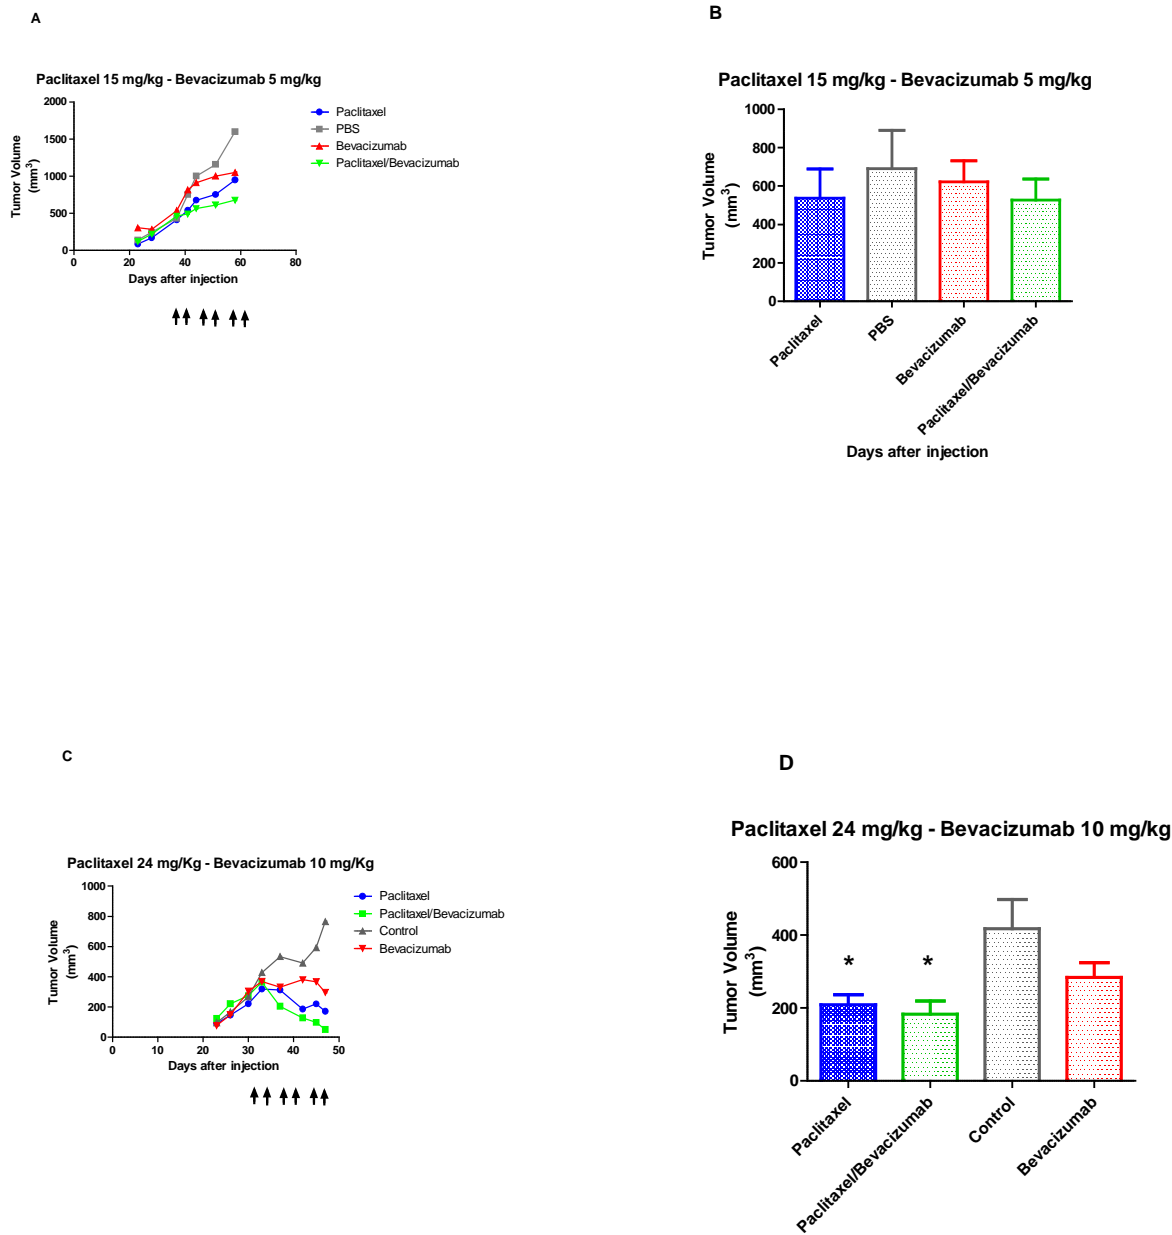 A
Paclitaxel 15 mg/kg - Bevacizumab 5 mg/kg
2000
1500
1000
500
0
0
20
40
60
80
Tumor Volume
(mm³)
Days after injection
Paclitaxel
PBS
Bevacizumab
Paclitaxel/Bevacizumab
B
Paclitaxel 15 mg/kg - Bevacizumab 5 mg/kg
1000
800
600
400
200
0
Tumor Volume
(mm³)
Paclitaxel
PBS
Bevacizumab
Paclitaxel/Bevacizumab
Days after injection
C
Paclitaxel 24 mg/Kg - Bevacizumab 10 mg/Kg
1000
800
600
400
200
0
0
10
20
30
40
50
Tumor Volume
(mm³)
Days after injection
Paclitaxel
Paclitaxel/Bevacizumab
Control
Bevacizumab
D
Paclitaxel 24 mg/kg - Bevacizumab 10 mg/kg
600
400
200
0
Tumor Volume
(mm³)
*
*
Paclitaxel
Paclitaxel/Bevacizumab
Control
Bevacizumab